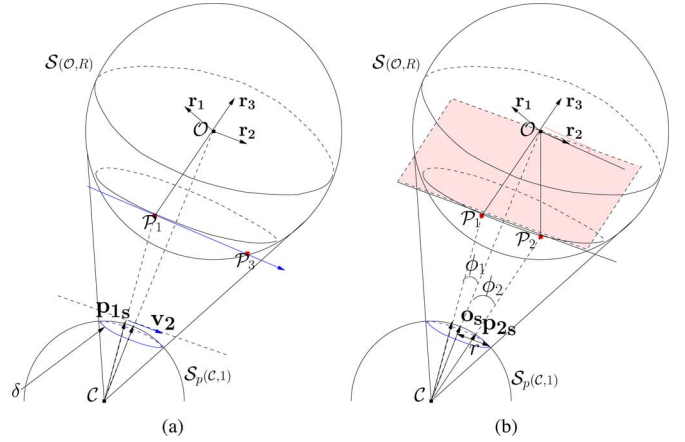 S(O,R)
r1
r3
O
r2
P1
P3
p1s
v2
δ
C
Sp(C,1)
(a)
S(O,R)
r1
r3
O
r2
P1
P2
ϕ1
ϕ2
os
p2s
r
C
Sp(C,1)
(b)